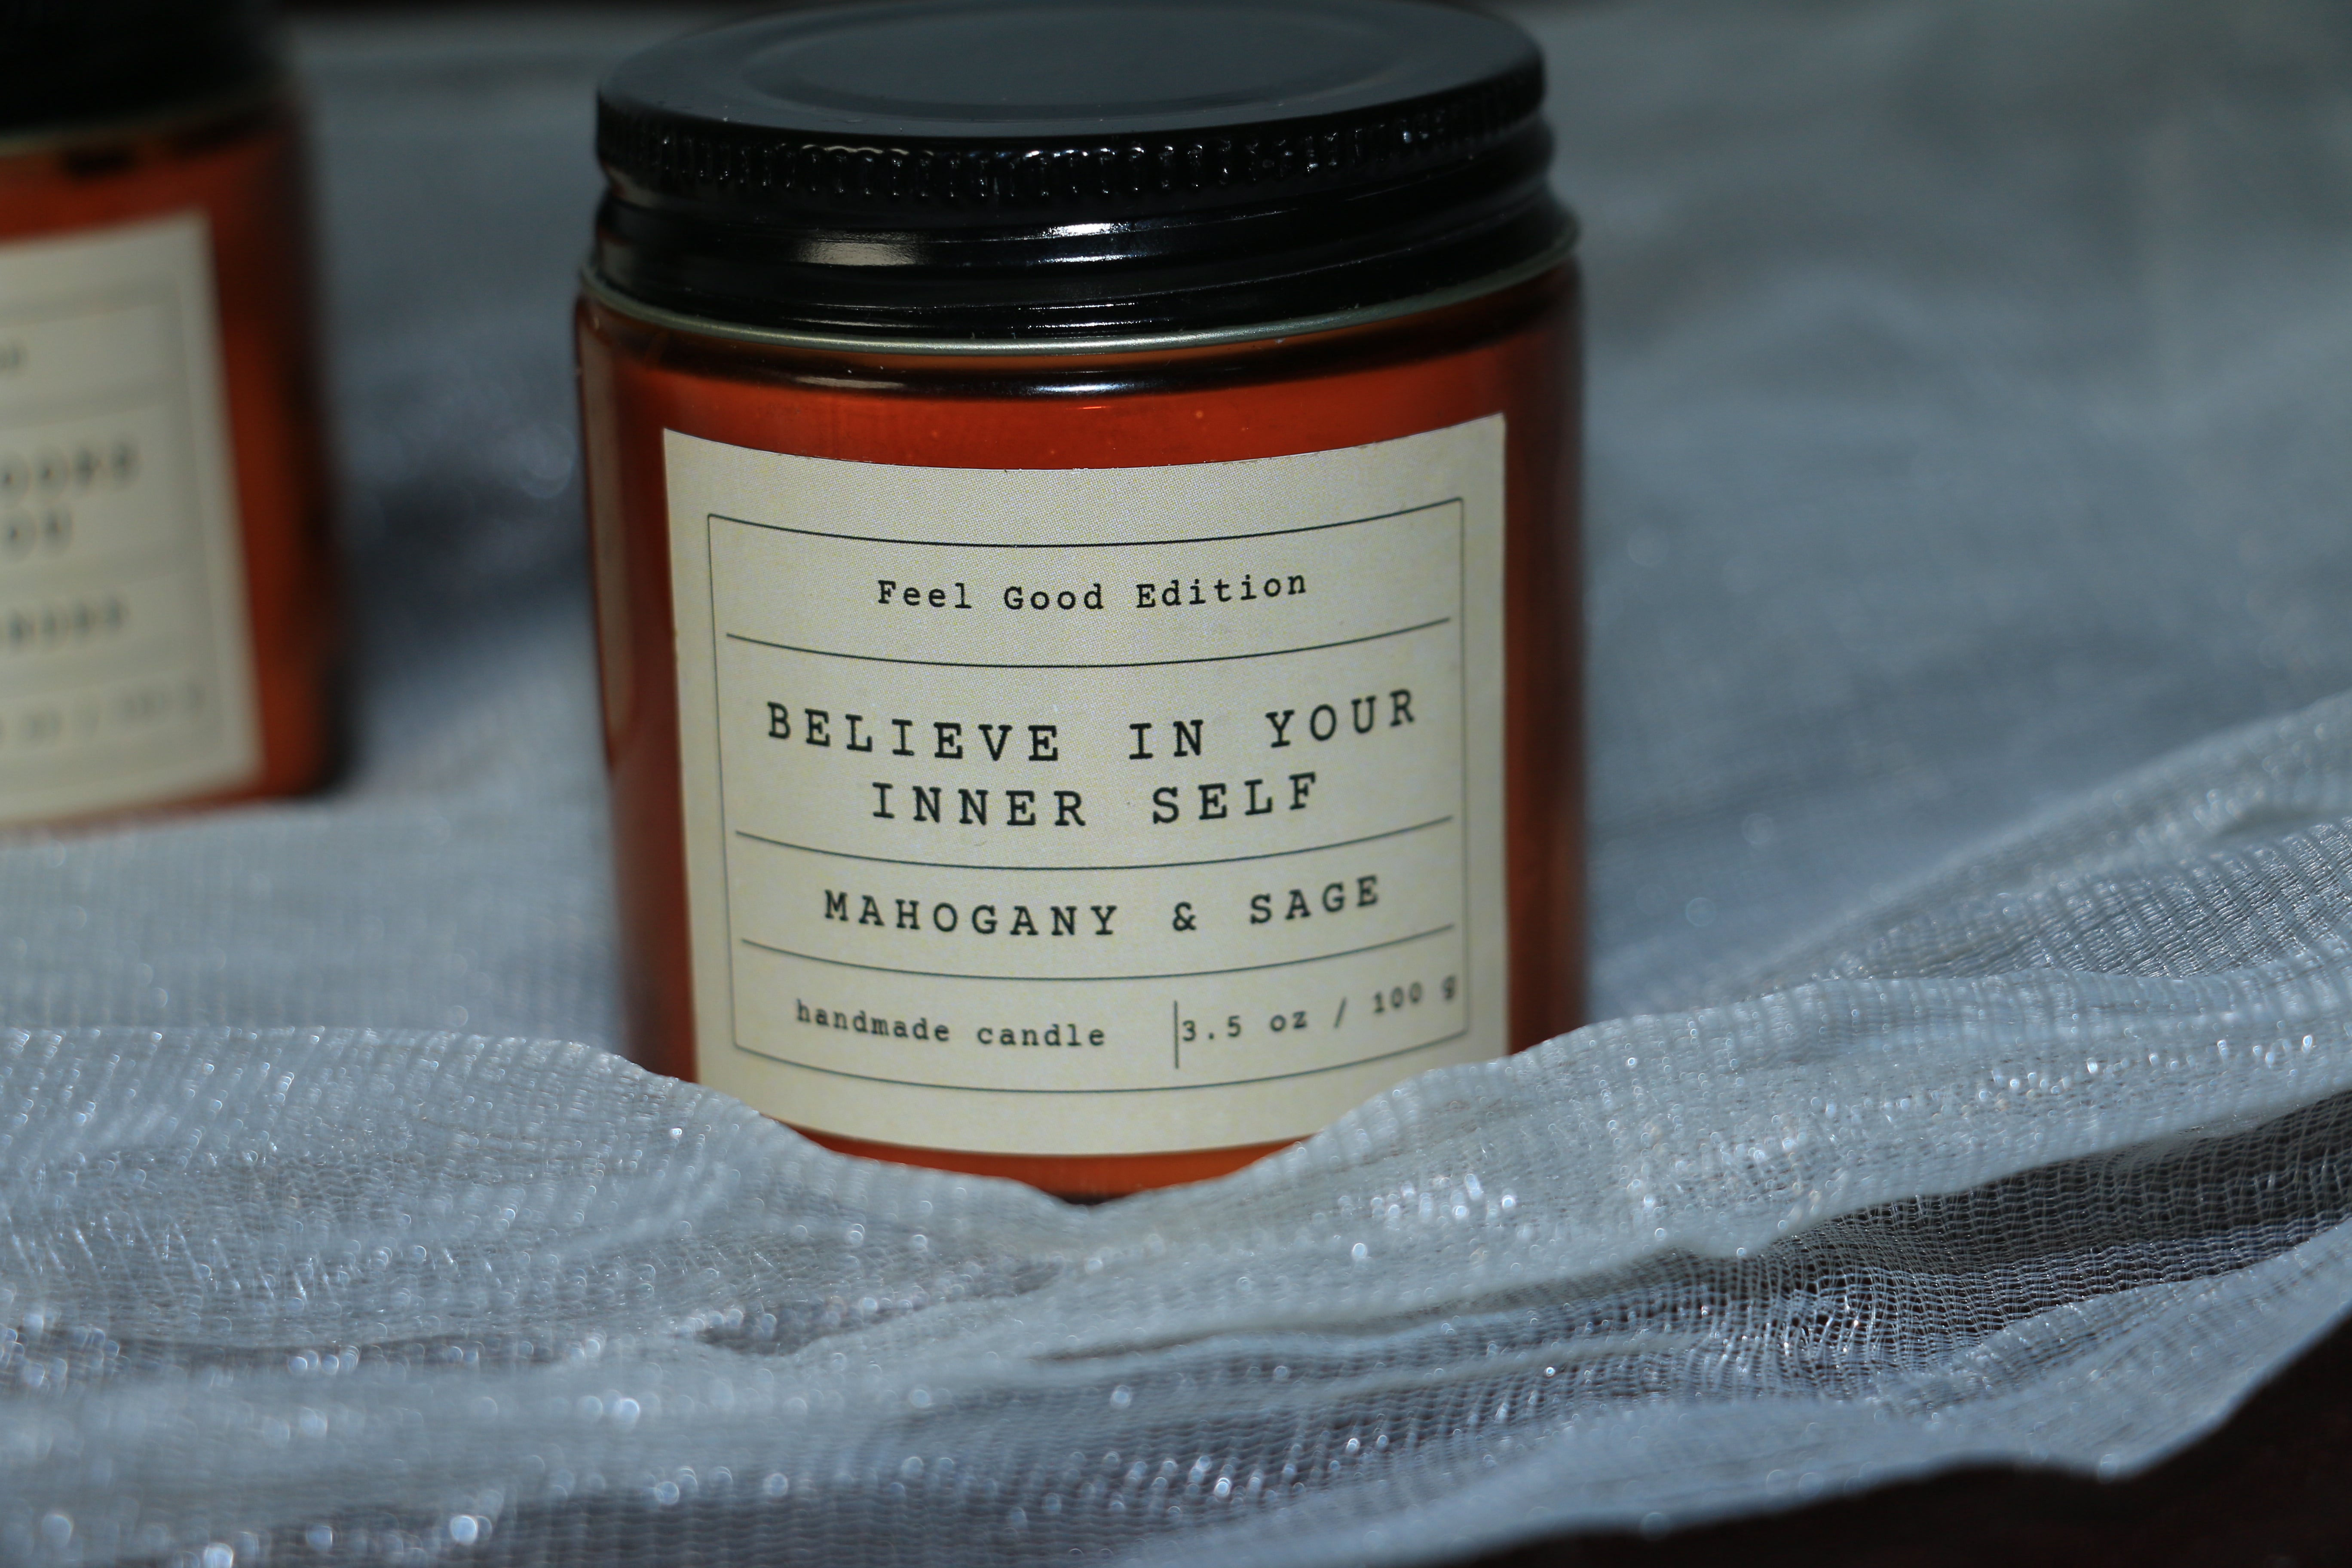 Feel Good Edition
BELIEVE IN YOUR
INNER SELF
MAHOGANY & SAGE
handmade candle
3.5 oz / 100 g